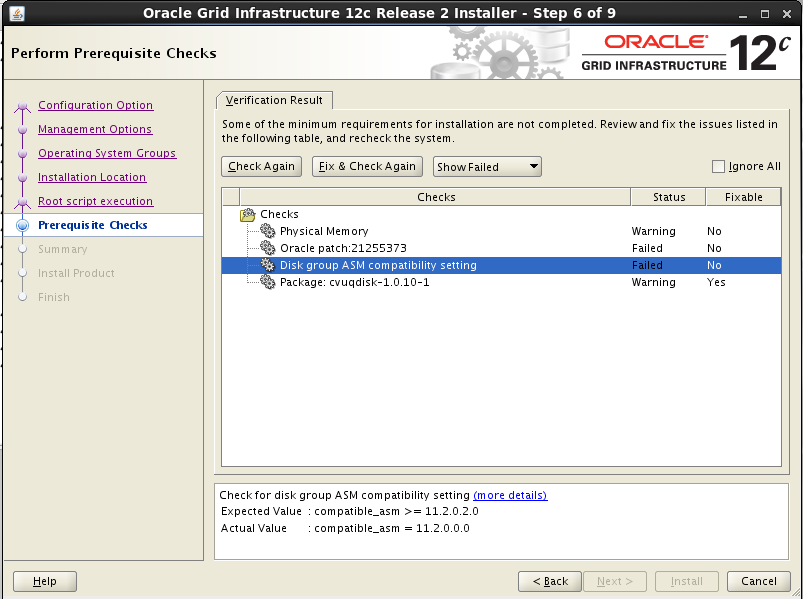 Oracle Grid Infrastructure 12c Release 2 Installer - Step 6 of 9
Perform Prerequisite Checks
ORACLE
GRID INFRASTRUCTURE
12c
Configuration Option
Management Options
Operating System Groups
Installation Location
Root script execution
Prerequisite Checks
Summary
Install Product
Finish
Verification Result
Some of the minimum requirements for installation are not completed. Review and fix the issues listed in
the following table, and recheck the system.
Check Again
Fix & Check Again
Show Failed
Ignore All
Checks Status Fixable
Checks
Physical Memory Warning No
Oracle patch:21255373 Failed No
Disk group ASM compatibility setting Failed No
Package: cvuqdisk-1.0.10-1 Warning Yes
Check for disk group ASM compatibility setting (more details)
Expected Value : compatible_asm >= 11.2.0.2.0
Actual Value : compatible_asm = 11.2.0.0.0
Help
< Back
Next >
Install
Cancel